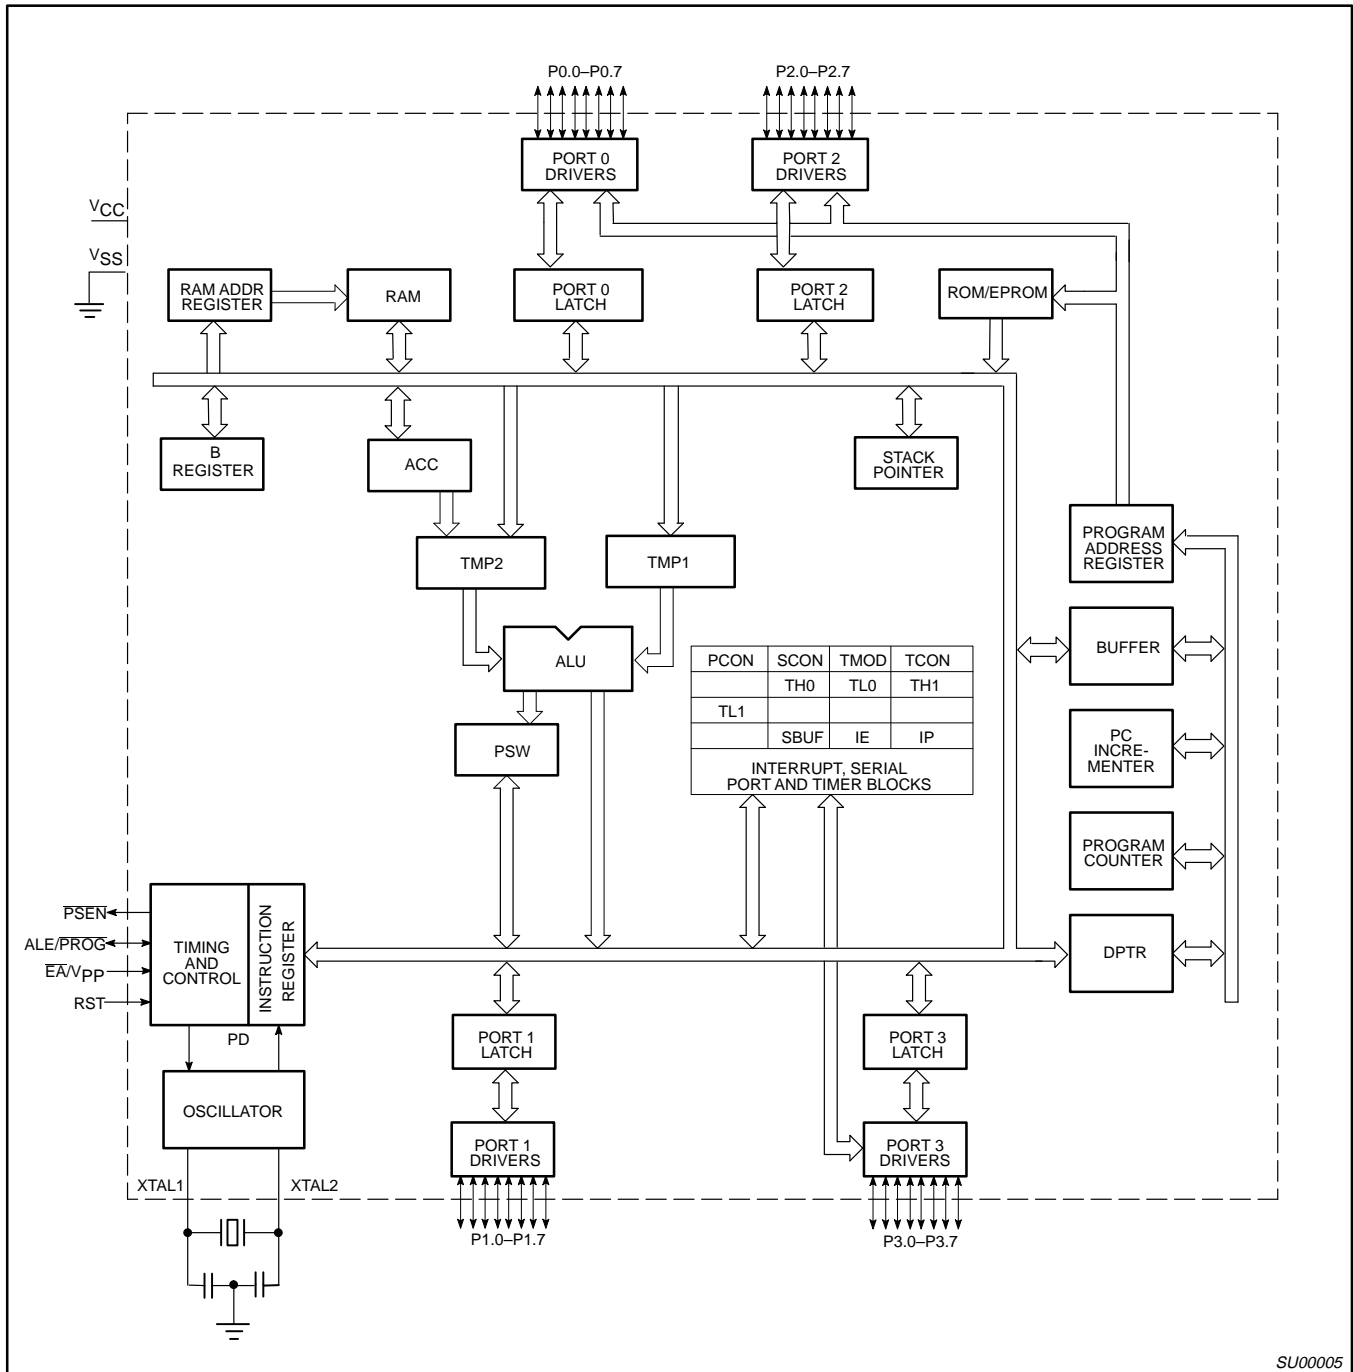 P0.0–P0.7
P2.0–P2.7
PORT 0
DRIVERS
PORT 2
DRIVERS
VCC
VSS
RAM ADDR
REGISTER
RAM
PORT 0
LATCH
PORT 2
LATCH
ROM/EPROM
B
REGISTER
ACC
STACK
POINTER
TMP2
TMP1
PROGRAM
ADDRESS
REGISTER
ALU
BUFFER
PCON SCON TMOD TCON
TH0 TL0 TH1
TL1
SBUF IE IP
INTERRUPT, SERIAL
PORT AND TIMER BLOCKS
PSW
PC
INCRE-
MENTER
PROGRAM
COUNTER
PSEN
ALE/PROG
EA/VPP
RST
TIMING
AND
CONTROL
INSTRUCTION
REGISTER
DPTR
PD
PORT 1
LATCH
PORT 3
LATCH
OSCILLATOR
PORT 1
DRIVERS
PORT 3
DRIVERS
XTAL1
XTAL2
P1.0–P1.7
P3.0–P3.7
SU00005